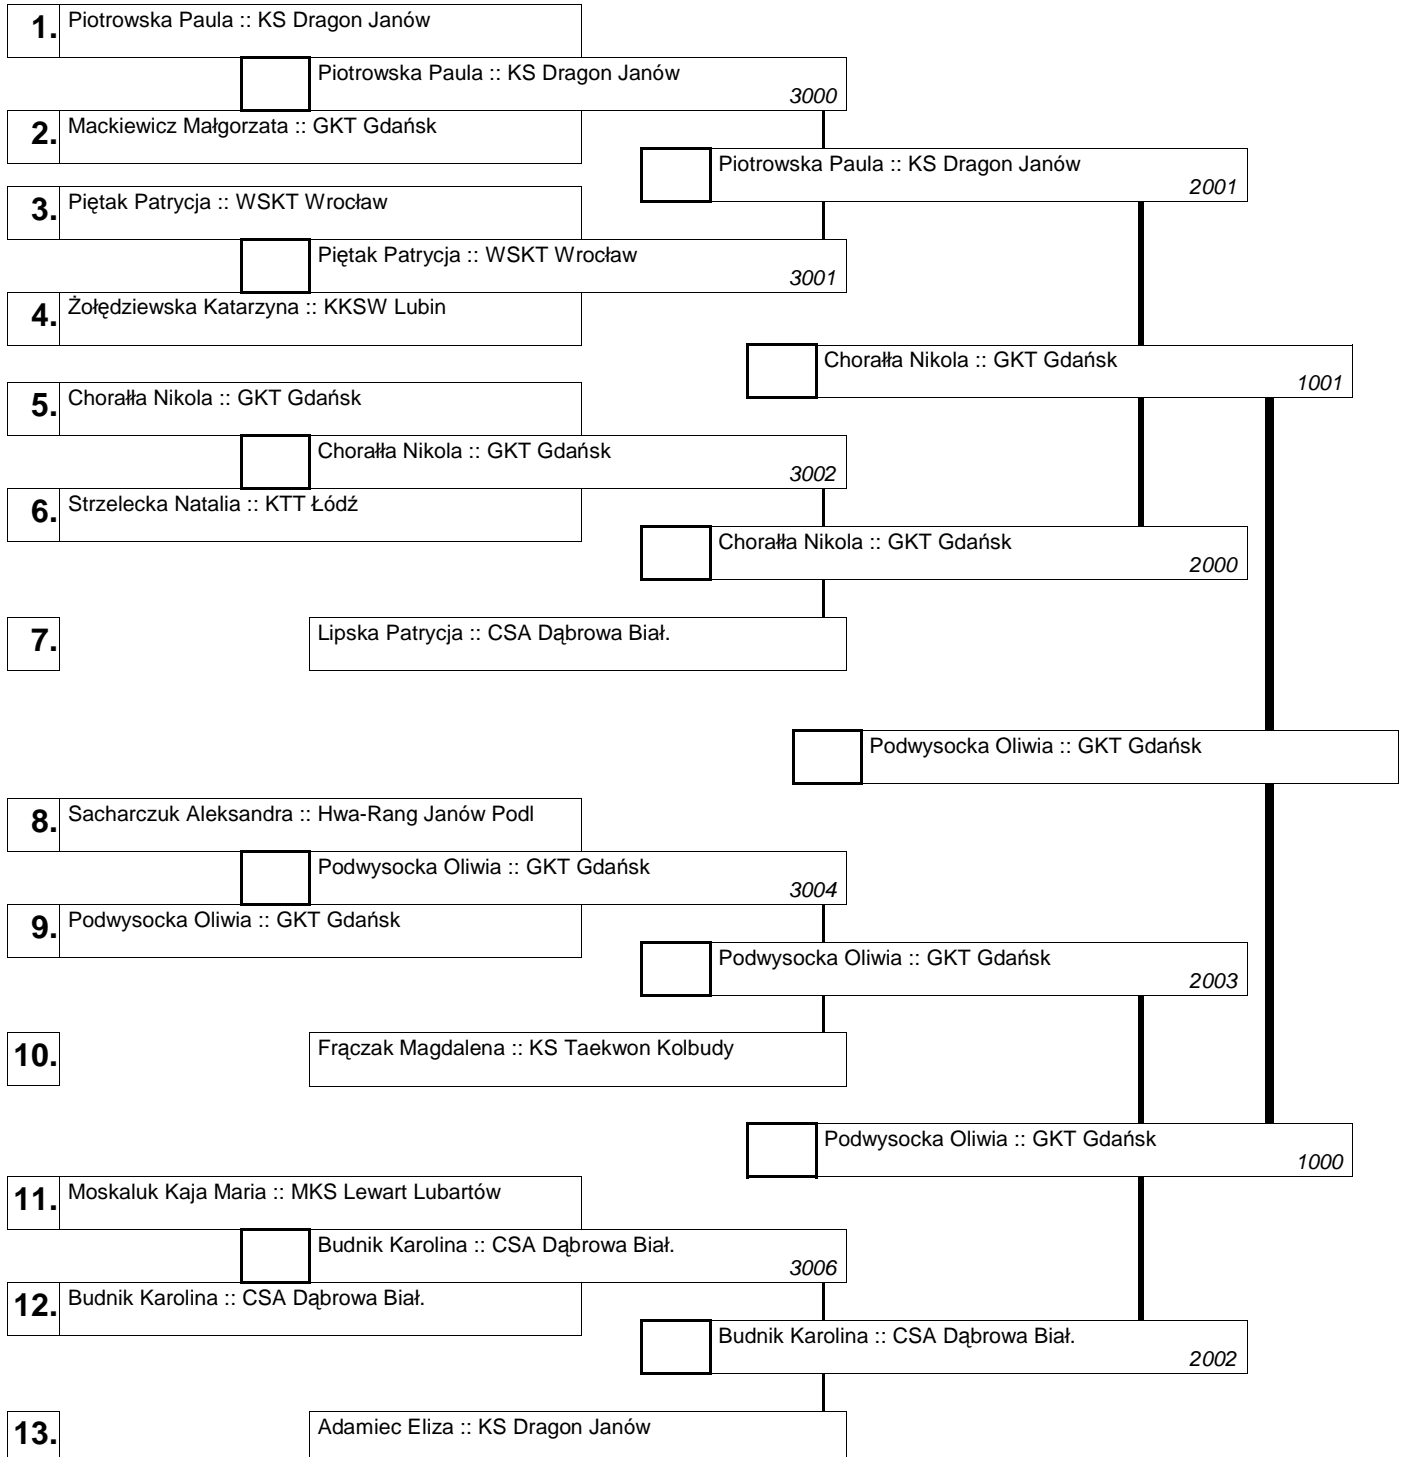 1. Piotrowska Paula :: KS Dragon Janów
Piotrowska Paula :: KS Dragon Janów
3000
2. Mackiewicz Małgorzata :: GKT Gdańsk
Piotrowska Paula :: KS Dragon Janów
2001
3. Piętak Patrycja :: WSKT Wrocław
Piętak Patrycja :: WSKT Wrocław
3001
4. Żołędziewska Katarzyna :: KKSW Lubin
Chorałła Nikola :: GKT Gdańsk
1001
5. Chorałła Nikola :: GKT Gdańsk
Chorałła Nikola :: GKT Gdańsk
3002
6. Strzelecka Natalia :: KTT Łódź
Chorałła Nikola :: GKT Gdańsk
2000
7. Lipska Patrycja :: CSA Dąbrowa Biał.
Podwysocka Oliwia :: GKT Gdańsk
8. Sacharczuk Aleksandra :: Hwa-Rang Janów Podl
Podwysocka Oliwia :: GKT Gdańsk
3004
9. Podwysocka Oliwia :: GKT Gdańsk
Podwysocka Oliwia :: GKT Gdańsk
2003
10. Frączak Magdalena :: KS Taekwon Kolbudy
Podwysocka Oliwia :: GKT Gdańsk
1000
11. Moskaluk Kaja Maria :: MKS Lewart Lubartów
Budnik Karolina :: CSA Dąbrowa Biał.
3006
12. Budnik Karolina :: CSA Dąbrowa Biał.
Budnik Karolina :: CSA Dąbrowa Biał.
2002
13. Adamiec Eliza :: KS Dragon Janów